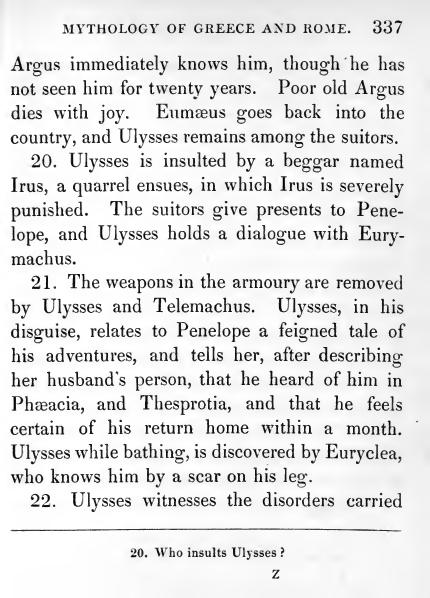 MYTHOLOGY OF GREECE AND ROME. 337
Argus immediately knows him, though he has
not seen him for twenty years. Poor old Argus
dies with joy. Eumæus goes back into the
country, and Ulysses remains among the suitors.
20. Ulysses is insulted by a beggar named
Irus, a quarrel ensues, in which Irus is severely
punished. The suitors give presents to Pene-
lope, and Ulysses holds a dialogue with Eury-
machus.
21. The weapons in the armoury are removed
by Ulysses and Telemachus. Ulysses, in his
disguise, relates to Penelope a feigned tale of
his adventures, and tells her, after describing
her husband's person, that he heard of him in
Phæacia, and Thesprotia, and that he feels
certain of his return home within a month.
Ulysses while bathing, is discovered by Euryclea,
who knows him by a scar on his leg.
22. Ulysses witnesses the disorders carried
20. Who insults Ulysses?
Z